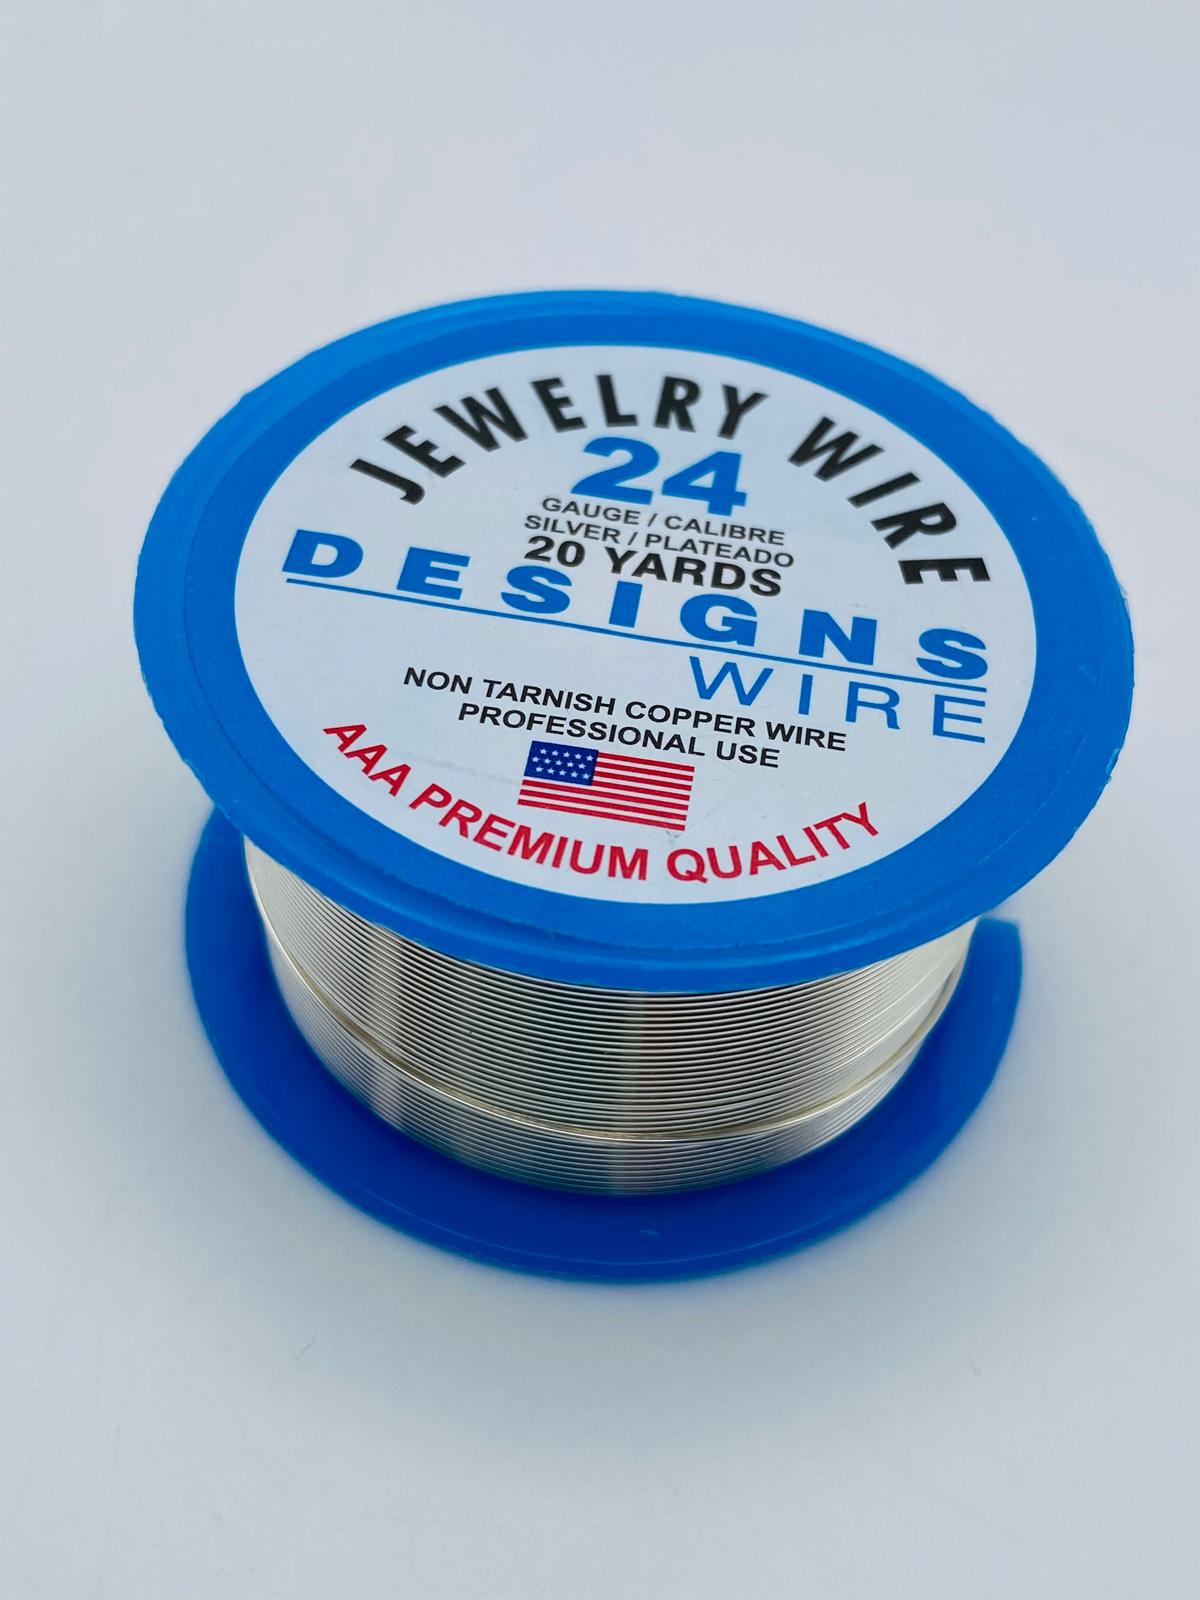 JEWELRY WIRE
24
GAUGE / CALIBRE
SILVER / PLATEADO
20 YARDS
DESIGNS
WIRE
NON TARNISH COPPER WIRE
PROFESSIONAL USE
AAA PREMIUM QUALITY